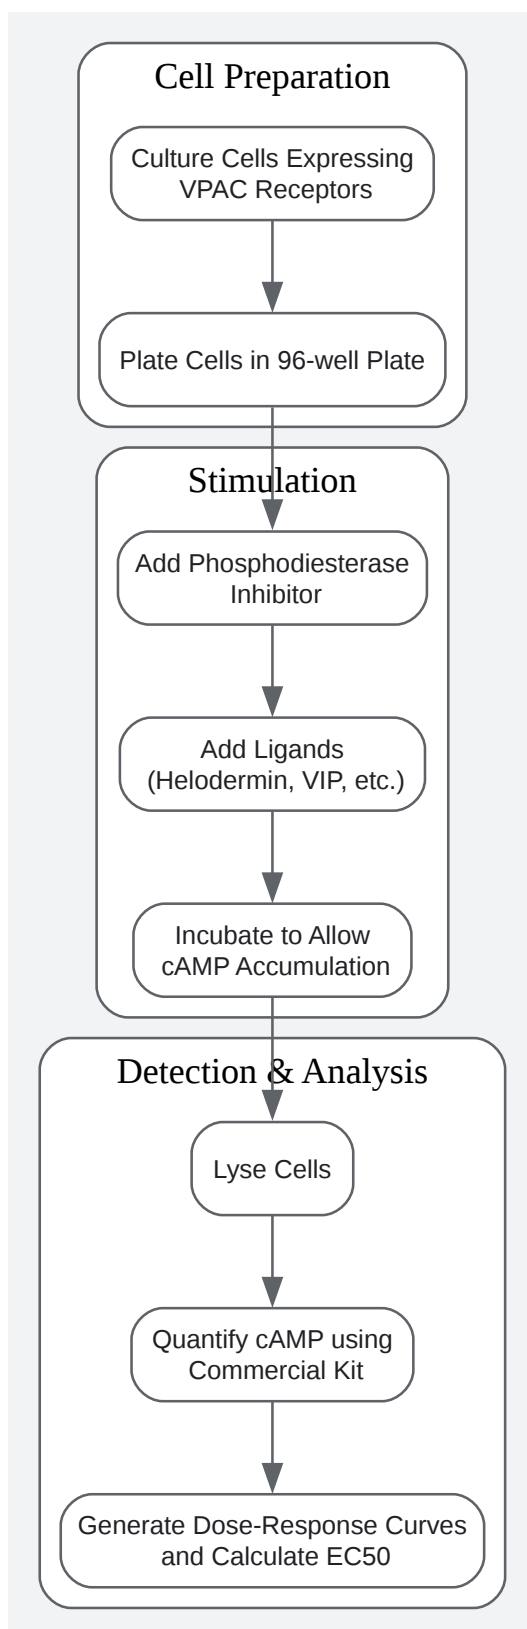 Cell Preparation
Culture Cells Expressing
VPAC Receptors
Plate Cells in 96-well Plate
Stimulation
Add Phosphodiesterase
Inhibitor
Add Ligands
(Helodermin, VIP, etc.)
Incubate to Allow
cAMP Accumulation
Detection & Analysis
Lyse Cells
Quantify cAMP using
Commercial Kit
Generate Dose-Response Curves
and Calculate EC50